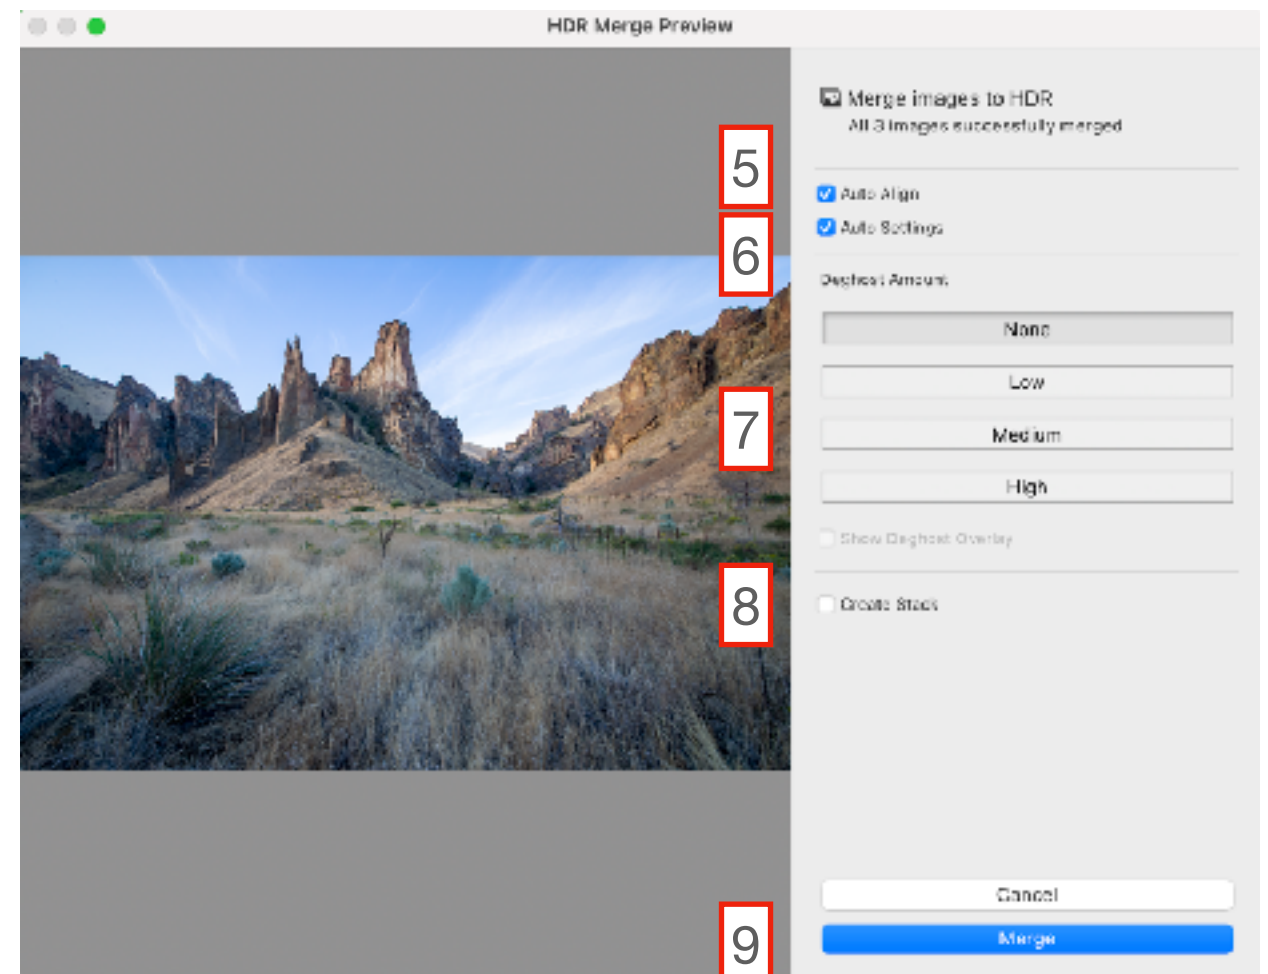 HDR Merge Preview
Merge images to HDR
All 3 images successfully merged
5
Auto Align
6
Auto Settings
Deghost Amount
None
Low
7
Medium
High
Show Deghost Overlay
8
Create Stack
Cancel
9
Merge